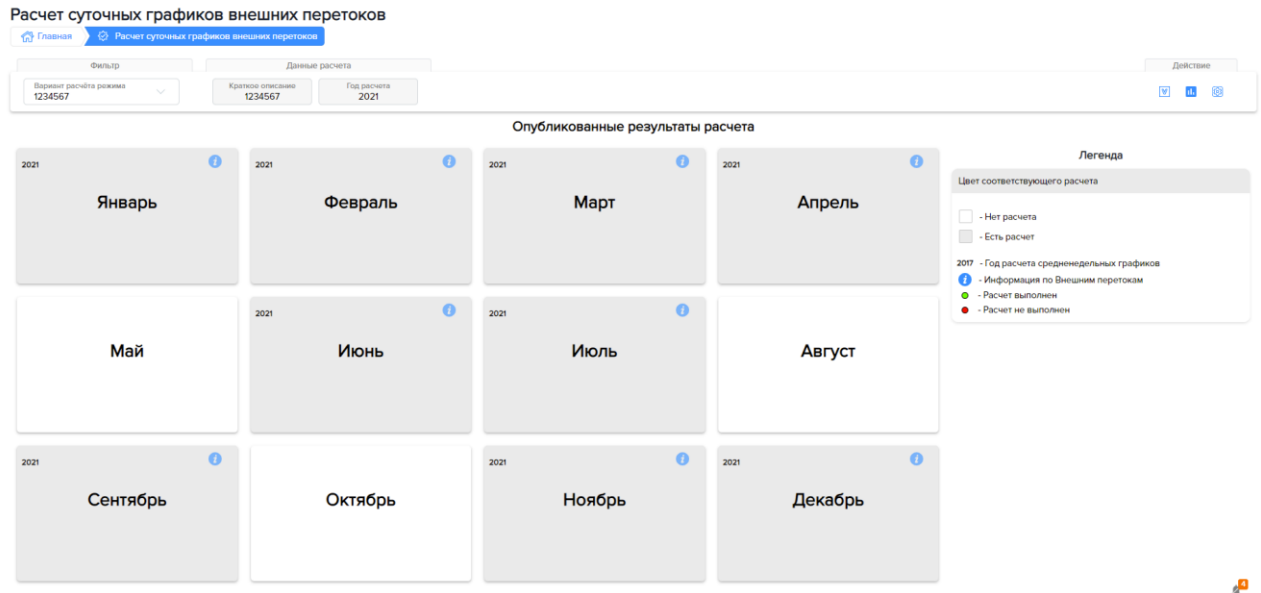 Расчет суточных графиков внешних перетоков
Главная
Расчет суточных графиков внешних перетоков
Фильтр
Данные расчета
Действие
Вариант расчёта режима
1234567
Краткое описание
1234567
Год расчета
2021
Опубликованные результаты расчета
2021
Январь
2021
Февраль
2021
Март
2021
Апрель
Май
2021
Июнь
2021
Июль
Август
2021
Сентябрь
Октябрь
2021
Ноябрь
2021
Декабрь
Легенда
Цвет соответствующего расчета
- Нет расчета
- Есть расчет
2017 - Год расчета средненедельных графиков
- Информация по Внешним перетокам
- Расчет выполнен
- Расчет не выполнен
4